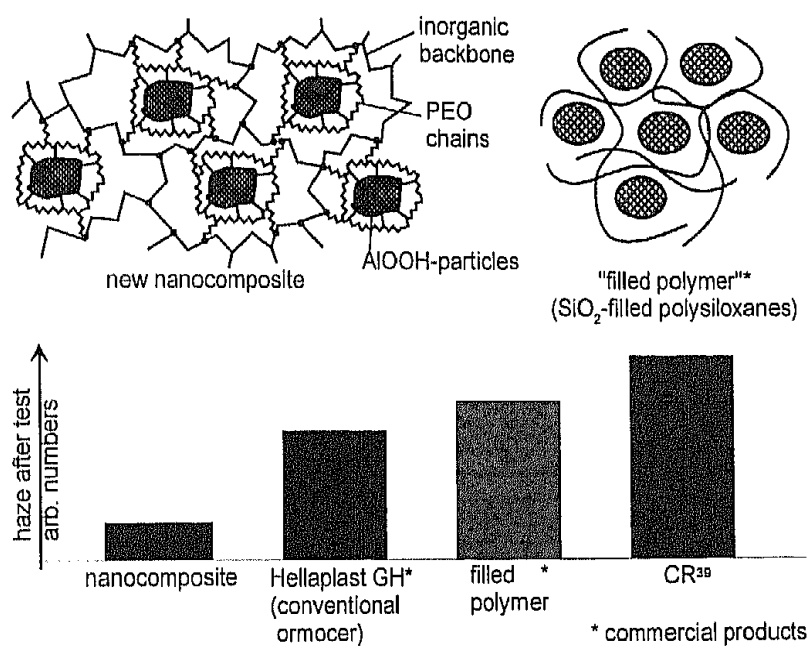 inorganic
backbone
PEO
chains
AlOOH-particles
new nanocomposite
"filled polymer"*
(SiO₂-filled polysiloxanes)
haze after test
arb. numbers
nanocomposite
Hellaplast GH*
(conventional
ormocer)
filled *
polymer
CR³⁹
* commercial products